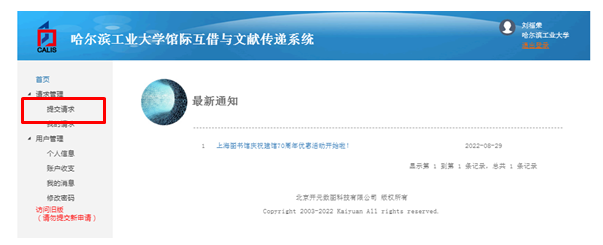 CALIS
哈尔滨工业大学馆际互借与文献传递系统
刘福荣
哈尔滨工业大学
退出登录
首页
请求管理
提交请求
我的请求
用户管理
个人信息
账户收支
我的消息
修改密码
访问旧版
（请勿提交新申请）
最新通知
1 上海图书馆庆祝建馆70周年优惠活动开始啦！ 2022-08-29
显示第 1 到第 1 条记录，总共 1 条记录
北京开元数图科技有限公司 版权所有
Copyright 2003-2022 Kaiyuan All rights reserved.